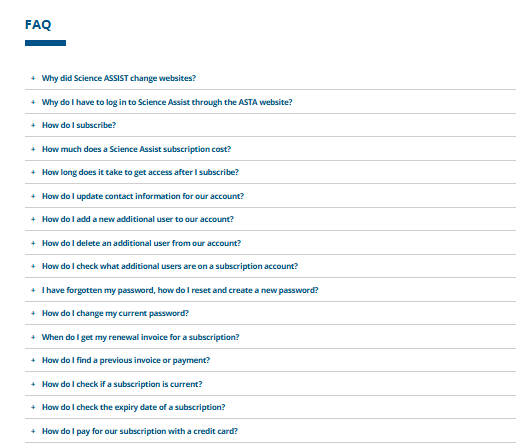 FAQ
+ Why did Science ASSIST change websites?
+ Why do I have to log in to Science Assist through the ASTA website?
+ How do I subscribe?
+ How much does a Science Assist subscription cost?
+ How long does it take to get access after I subscribe?
+ How do I update contact information for our account?
+ How do I add a new additional user to our account?
+ How do I delete an additional user from our account?
+ How do I check what additional users are on a subscription account?
+ I have forgotten my password, how do I reset and create a new password?
+ How do I change my current password?
+ When do I get my renewal invoice for a subscription?
+ How do I find a previous invoice or payment?
+ How do I check if a subscription is current?
+ How do I check the expiry date of a subscription?
+ How do I pay for our subscription with a credit card?